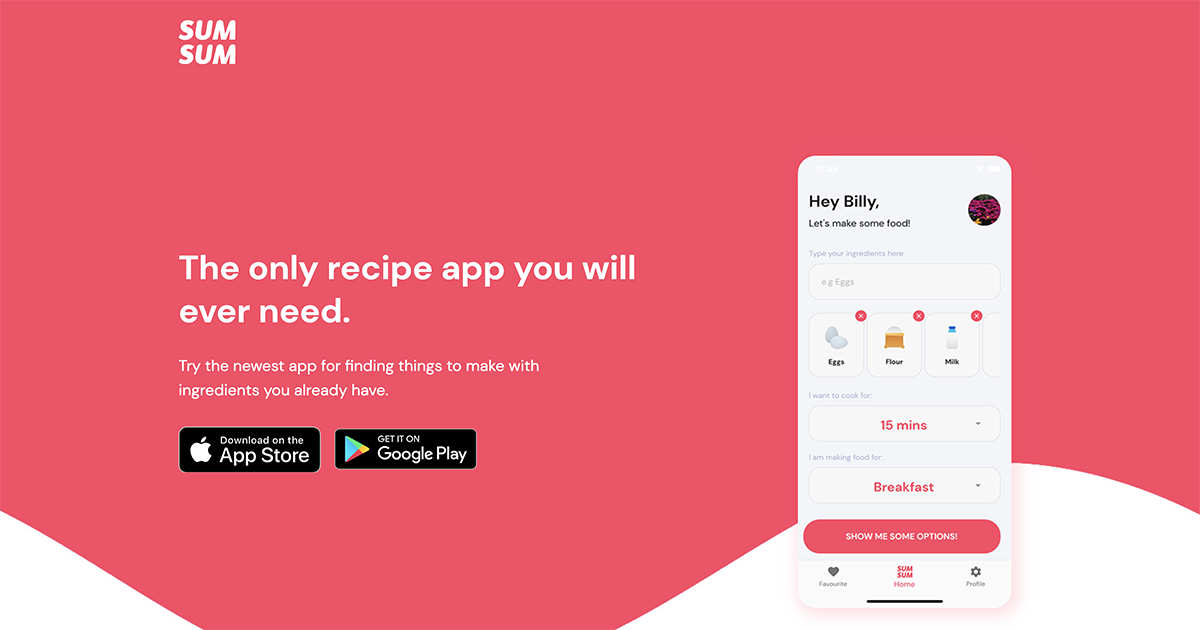 SUM
SUM
The only recipe app you will
ever need.
Try the newest app for finding things to make with
ingredients you already have.
Download on the
App Store
GET IT ON
Google Play
Hey Billy,
Let's make some food!
Type your ingredients here
e.g Eggs
Eggs
Flour
Milk
I want to cook for:
15 mins
I am making food for:
Breakfast
SHOW ME SOME OPTIONS!
Favourite
SUM
SUM
Home
Profile